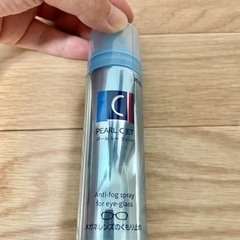 PEARL CJET
パールシージェット
Anti-fog spray
for eye-glass
メガネレンズのくもり止め